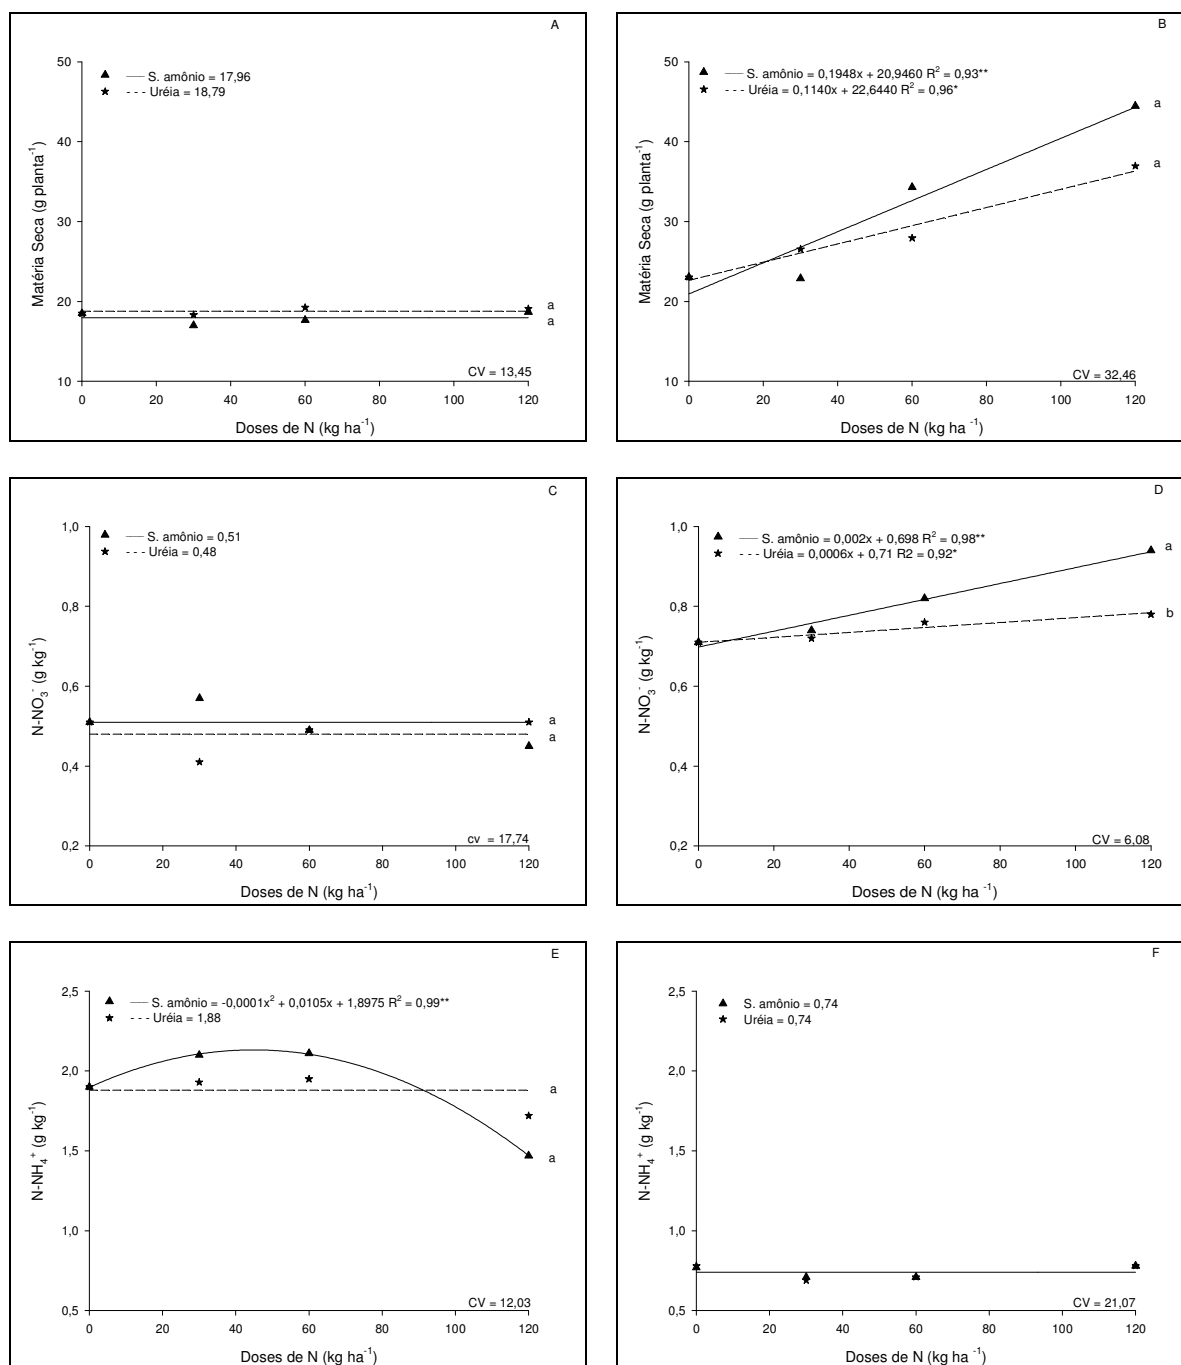 A
50
40
30
20
10
Matéria Seca (g planta⁻¹)
S. amônio = 17,96
Uréia = 18,79
a
a
CV = 13,45
0 20 40 60 80 100 120
Doses de N (kg ha⁻¹)
B
50
40
30
20
10
Matéria Seca (g planta⁻¹)
S. amônio = 0,1948x + 20,9460 R² = 0,93**
Uréia = 0,1140x + 22,6440 R² = 0,96*
a
a
CV = 32,46
0 20 40 60 80 100 120
Doses de N (kg ha⁻¹)
C
1,0
0,8
0,6
0,4
0,2
N-NO₃⁻ (g kg⁻¹)
S. amônio = 0,51
Uréia = 0,48
a
a
cv = 17,74
0 20 40 60 80 100 120
Doses de N (kg ha⁻¹)
D
1,0
0,8
0,6
0,4
0,2
N-NO₃⁻ (g kg⁻¹)
S. amônio = 0,002x + 0,698 R² = 0,98**
Uréia = 0,0006x + 0,71 R2 = 0,92*
a
b
CV = 6,08
0 20 40 60 80 100 120
Doses de N (kg ha⁻¹)
E
2,5
2,0
1,5
1,0
0,5
N-NH₄⁺ (g kg⁻¹)
S. amônio = -0,0001x² + 0,0105x + 1,8975 R² = 0,99**
Uréia = 1,88
a
a
CV = 12,03
0 20 40 60 80 100 120
Doses de N (kg ha⁻¹)
F
2,5
2,0
1,5
1,0
0,5
N-NH₄⁺ (g kg⁻¹)
S. amônio = 0,74
Uréia = 0,74
CV = 21,07
0 20 40 60 80 100 120
Doses de N (kg ha⁻¹)